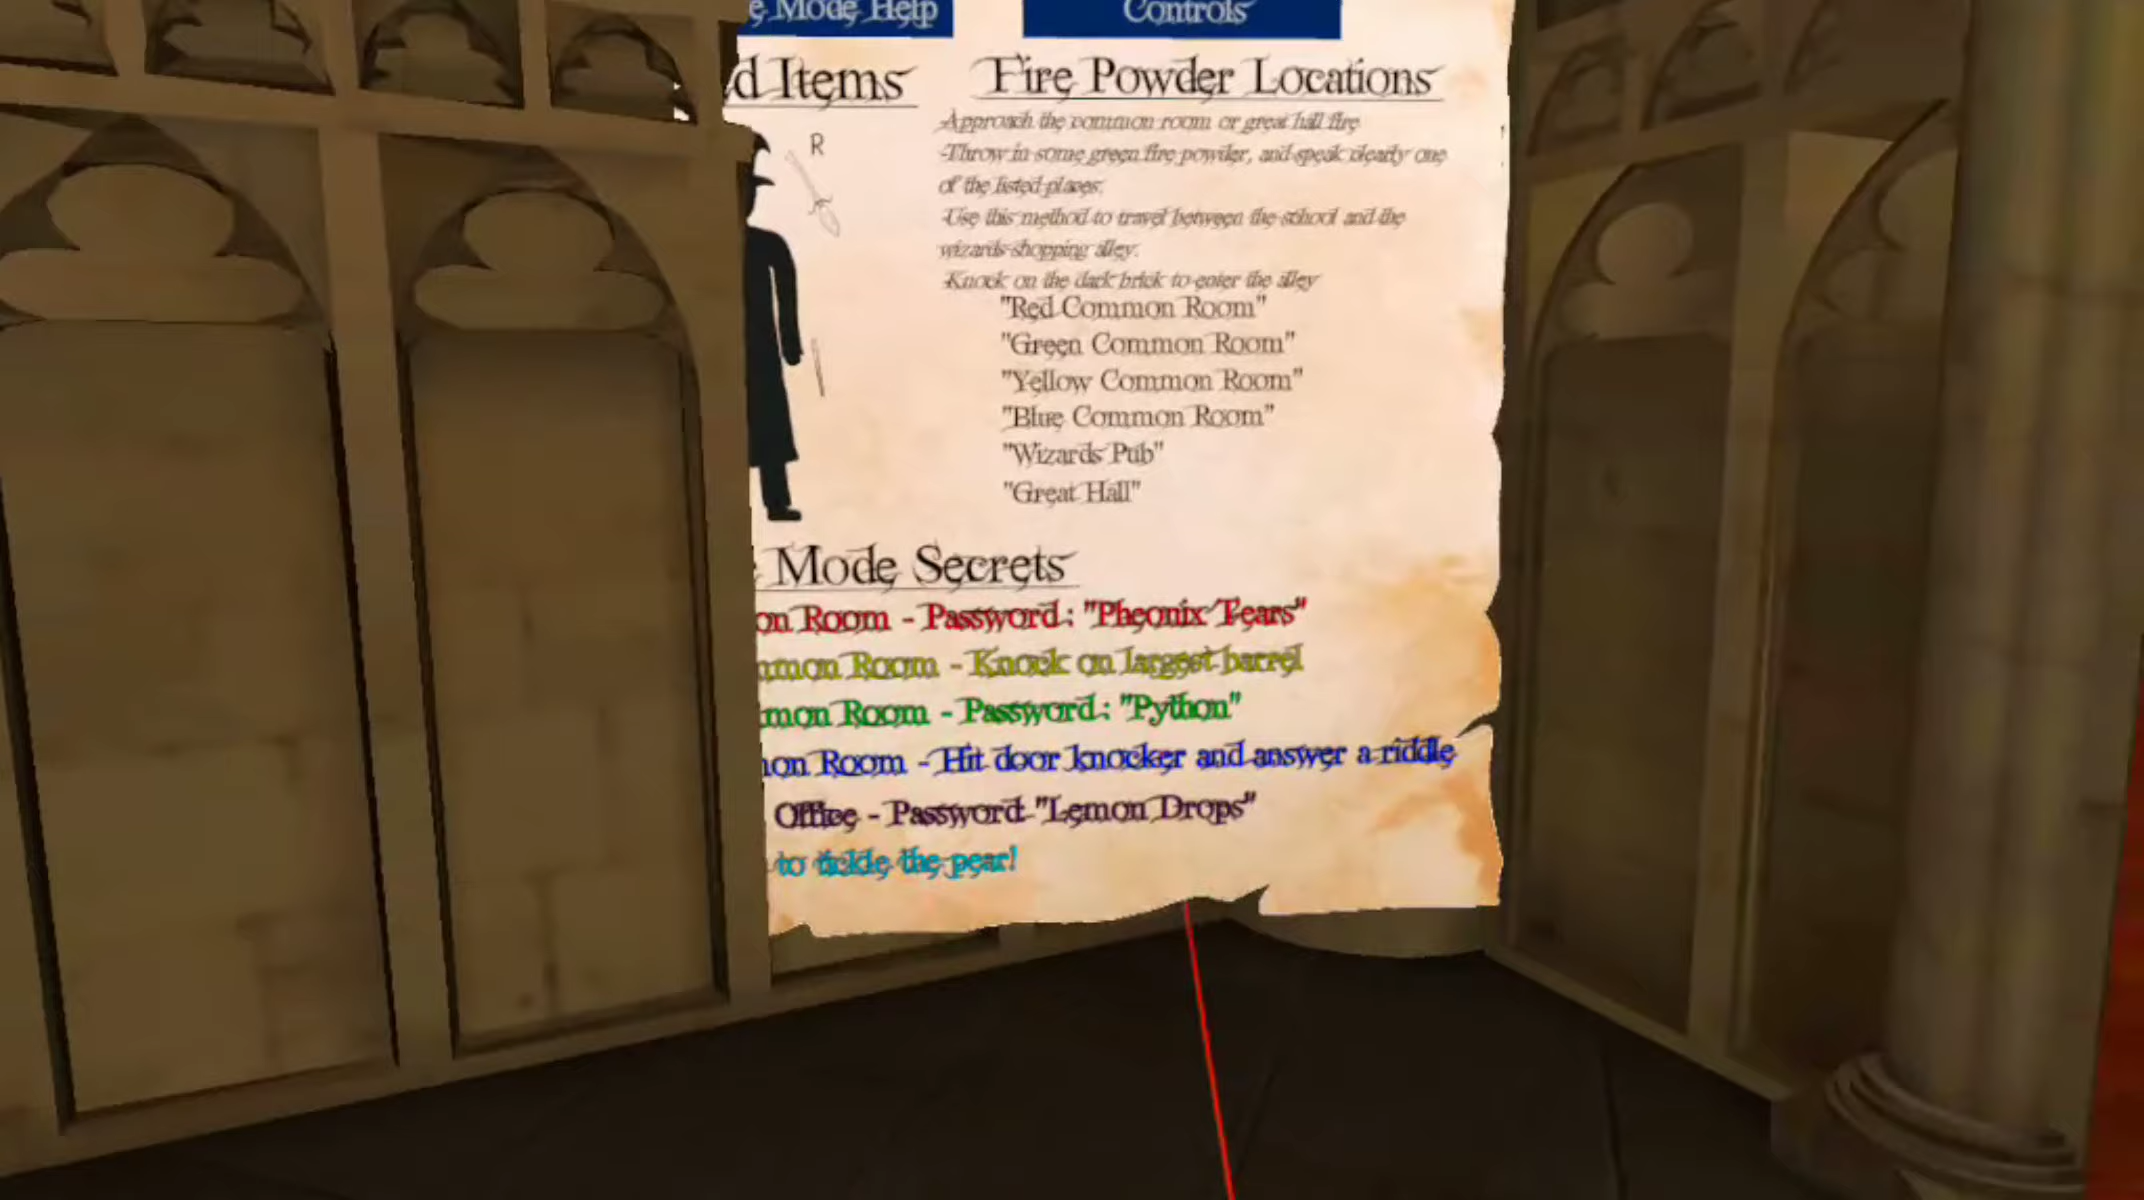 Mode Help
Controls
d Items
Fire Powder Locations
R
-Approach the common room or great hall fire
-Throw in some green fire powder, and speak clearly one
of the listed places.
-Use this method to travel between the school and the
wizards shopping alley.
-Knock on the dark brick to enter the alley
"Red Common Room"
"Green Common Room"
"Yellow Common Room"
"Blue Common Room"
"Wizards Pub"
"Great Hall"
Mode Secrets
on Room - Password: "Pheonix Tears"
mmon Room - Knock on largest barrel
mon Room - Password: "Python"
on Room - Hit door knocker and answer a riddle
Office - Password "Lemon Drops"
to tickle the pear!